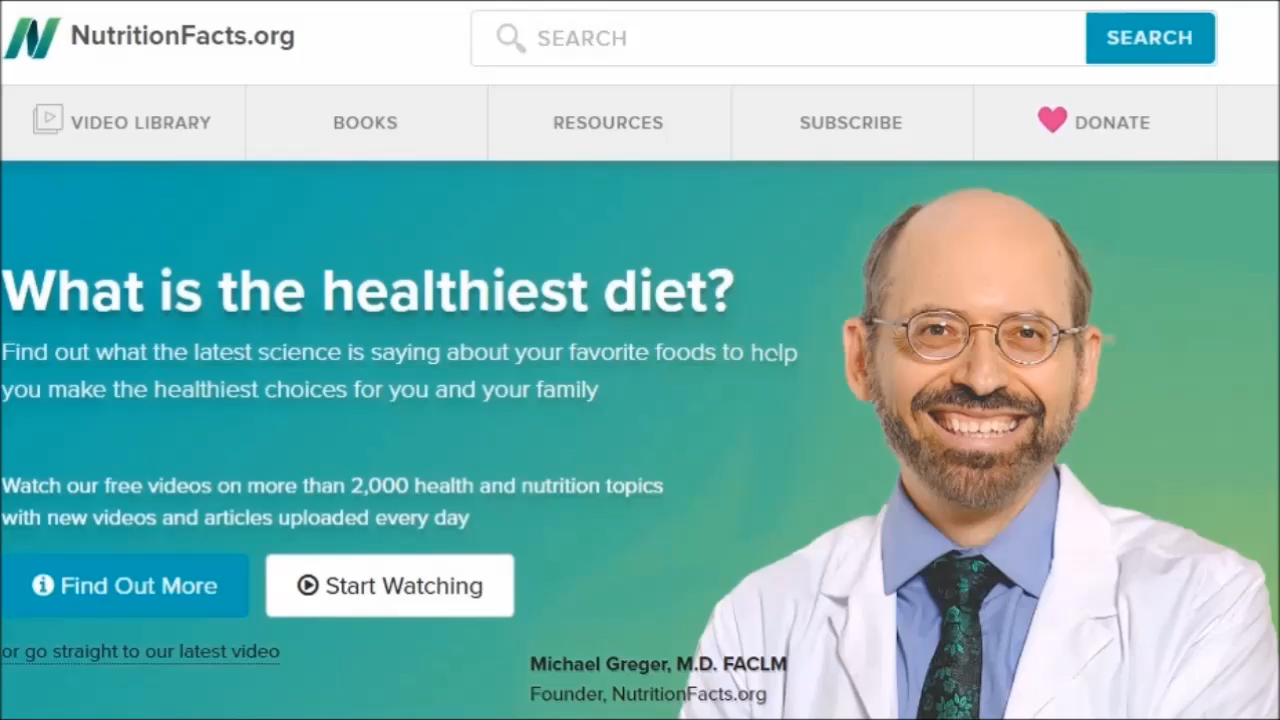 NutritionFacts.org
SEARCH
SEARCH
VIDEO LIBRARY
BOOKS
RESOURCES
SUBSCRIBE
DONATE
What is the healthiest diet?
Find out what the latest science is saying about your favorite foods to help
you make the healthiest choices for you and your family
Watch our free videos on more than 2,000 health and nutrition topics
with new videos and articles uploaded every day
Find Out More
Start Watching
or go straight to our latest video
Michael Greger, M.D. FACLM
Founder, NutritionFacts.org